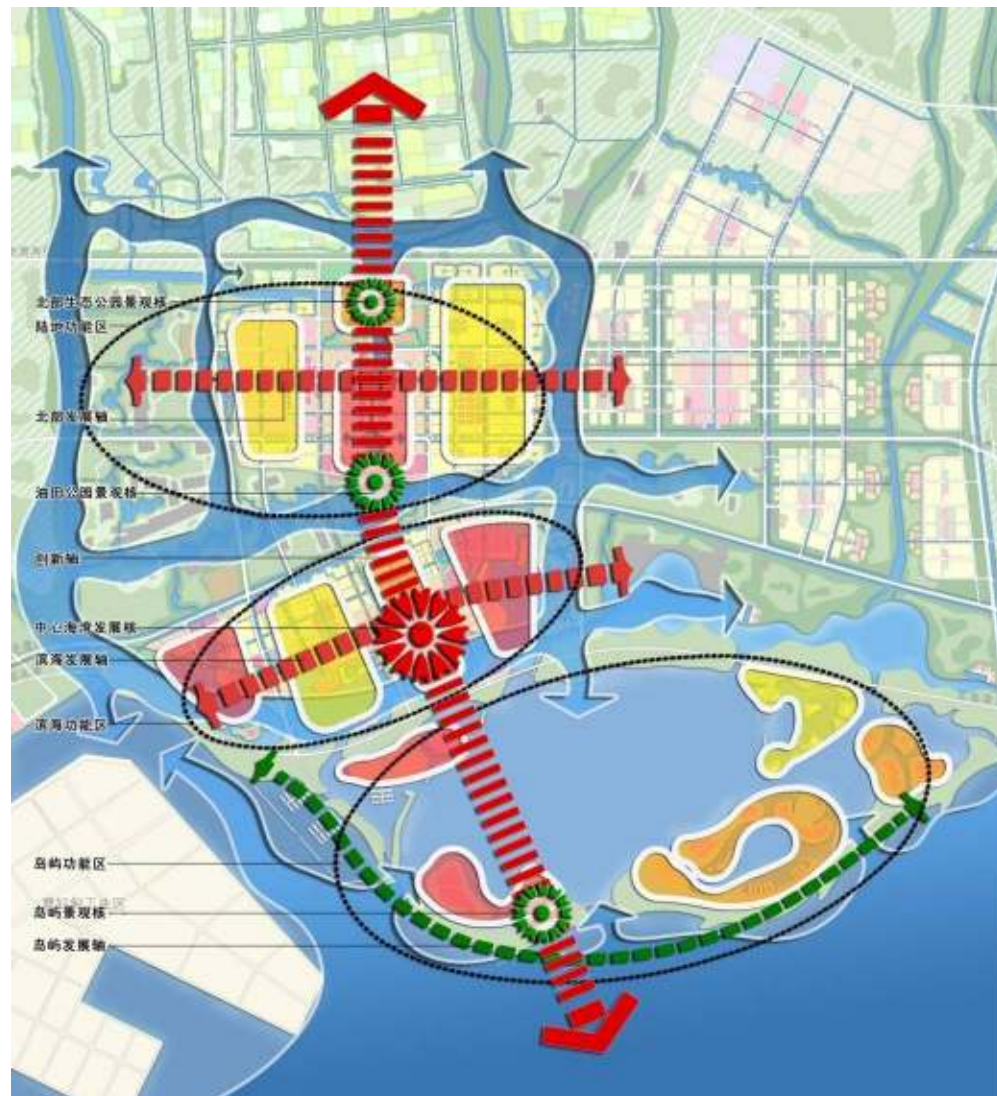 北部生态公园景观核
陆地功能区
北部发展轴
油田公园景观核
创新轴
中心海湾发展核
滨海发展轴
滨海功能区
岛屿功能区
岛屿景观核
岛屿发展轴